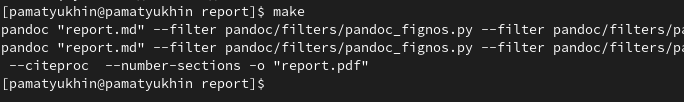 [pamatyukhin@pamatyukhin report]$ make
pandoc "report.md" --filter pandoc/filters/pandoc_fignos.py --filter pandoc/filters/pa
pandoc "report.md" --filter pandoc/filters/pandoc_fignos.py --filter pandoc/filters/pa
--citeproc --number-sections -o "report.pdf"
[pamatyukhin@pamatyukhin report]$